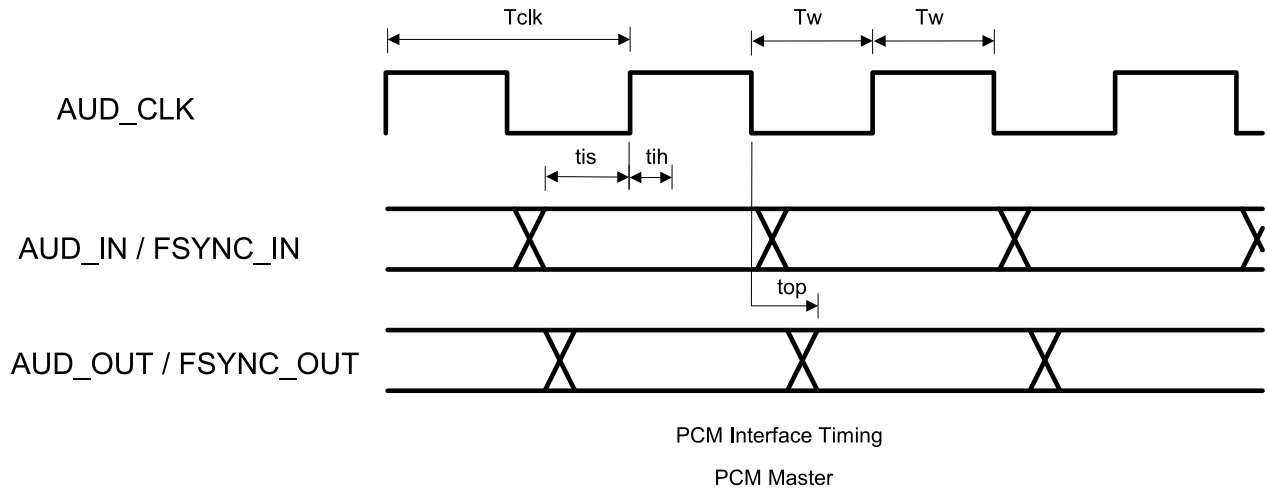 Tclk
Tw
Tw
AUD_CLK
tis
tih
AUD_IN / FSYNC_IN
top
AUD_OUT / FSYNC_OUT
PCM Interface Timing
PCM Master